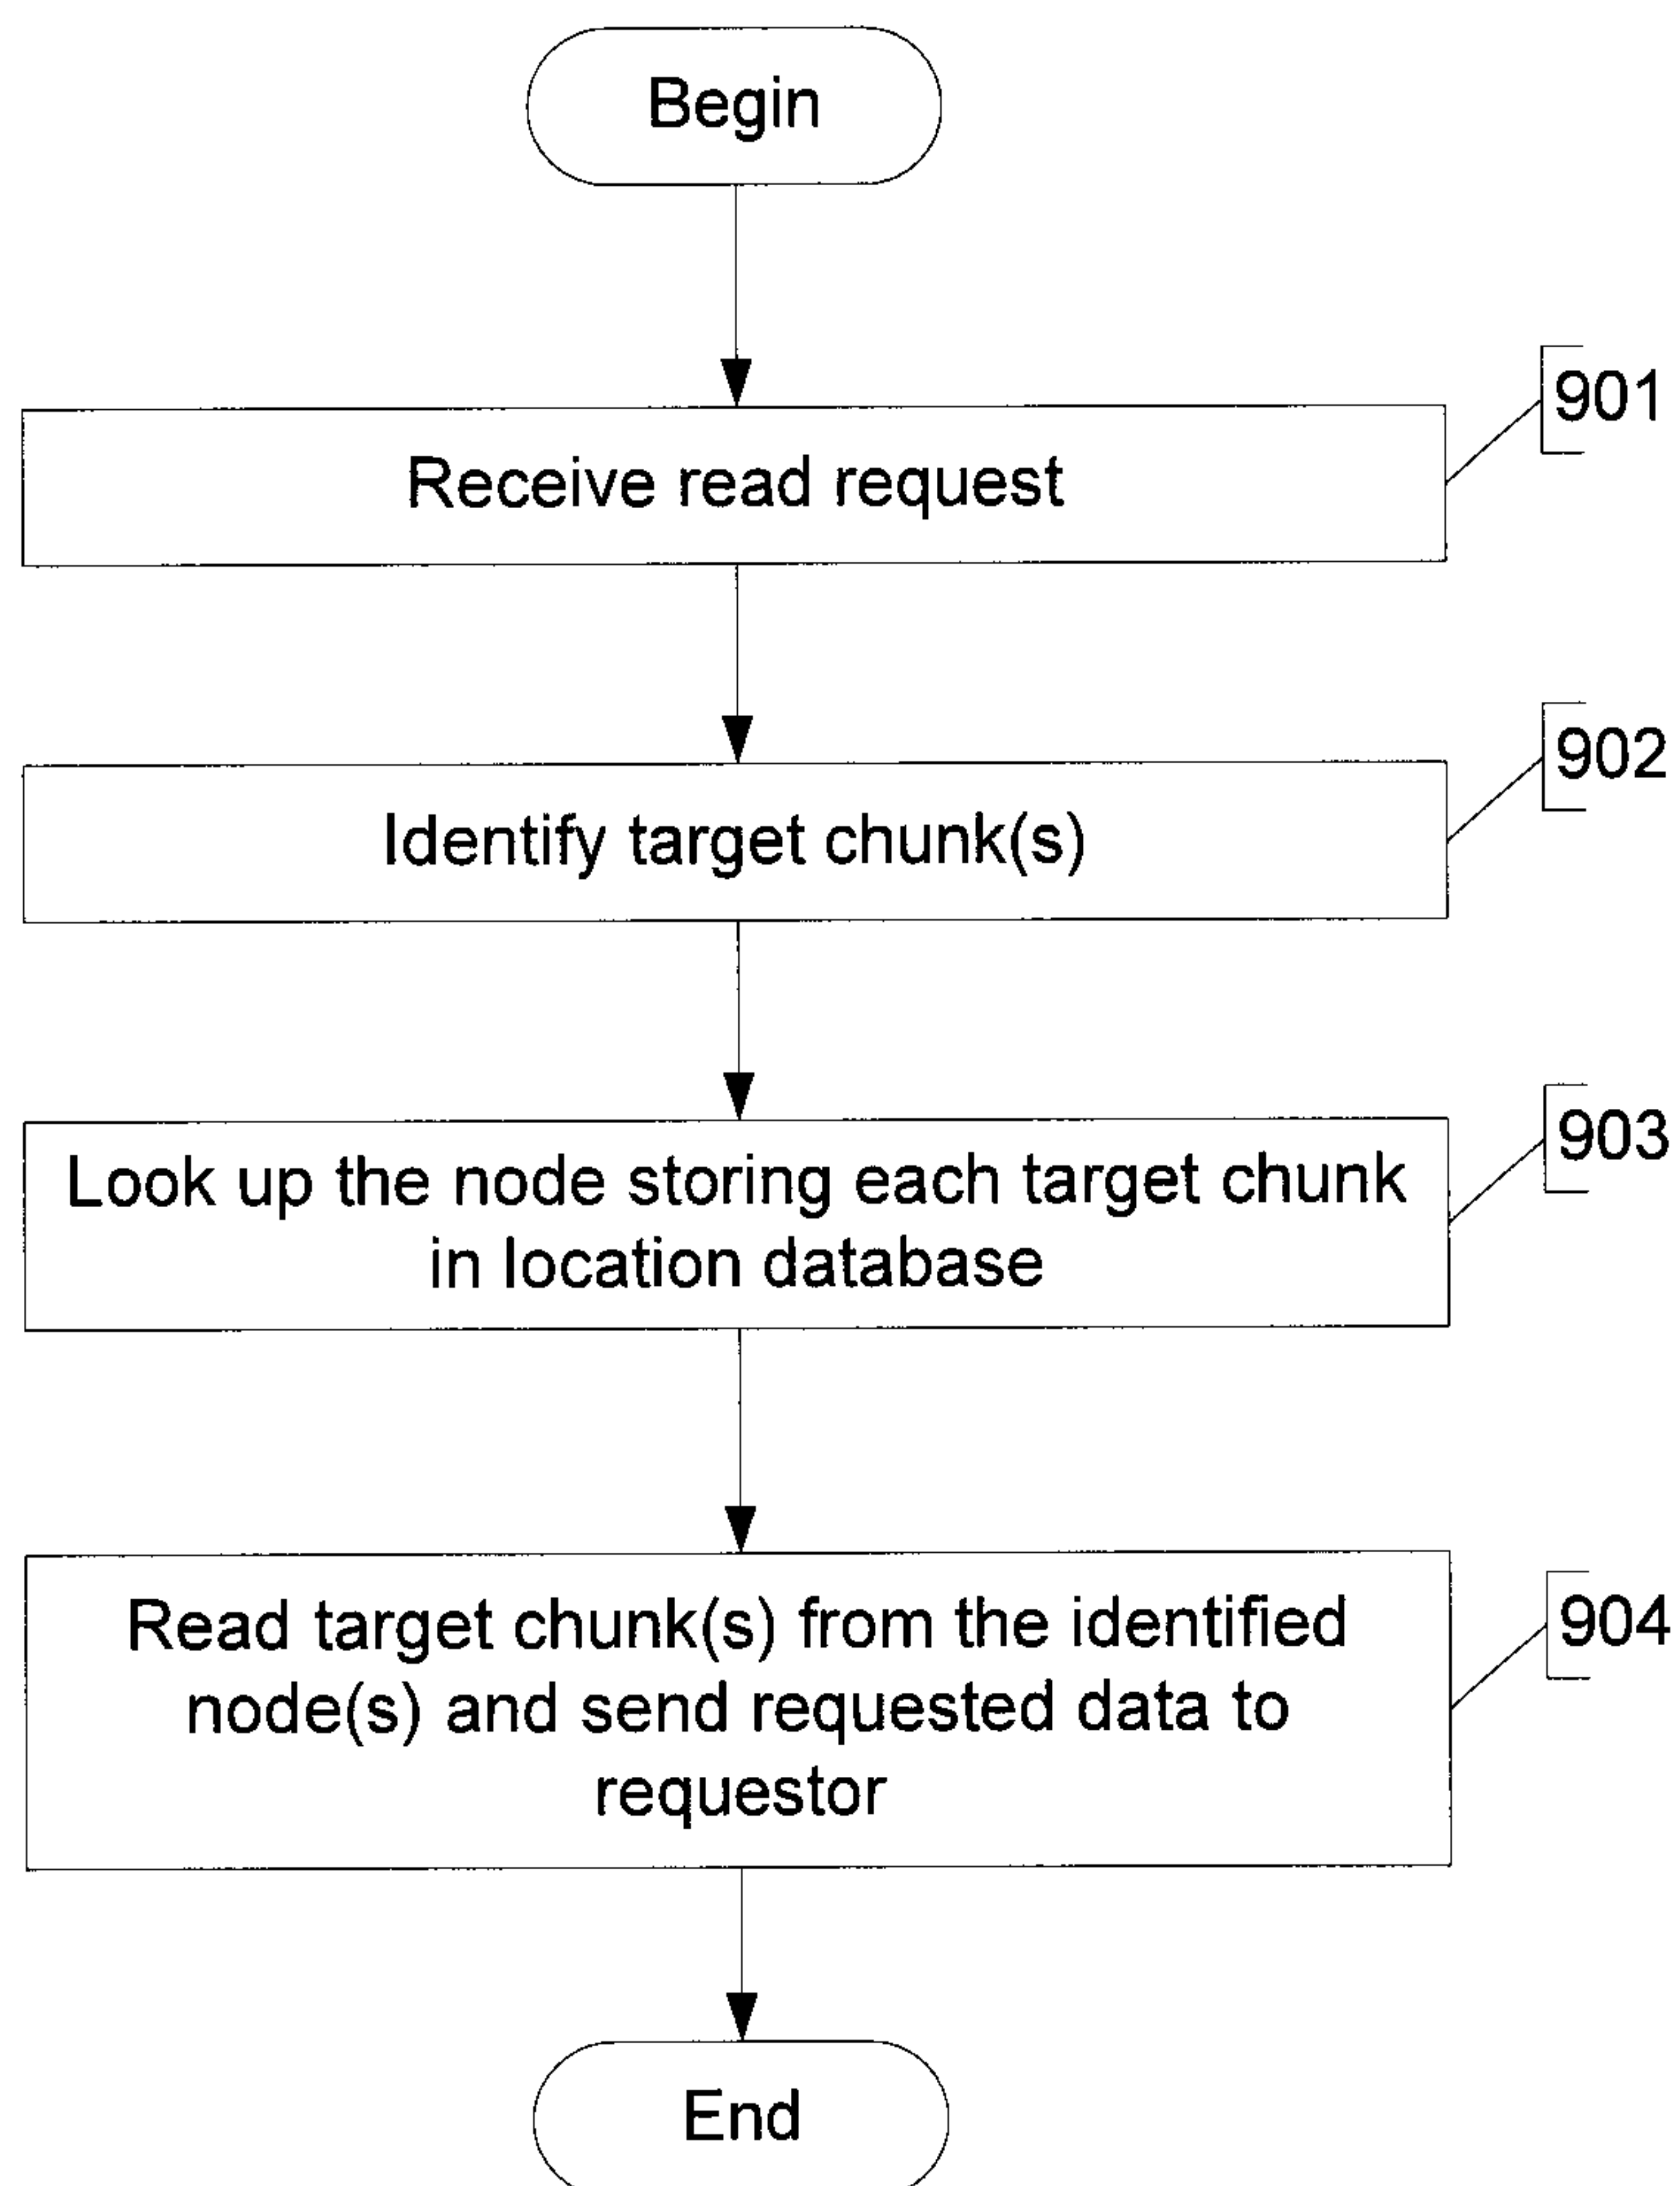 Begin
901
Receive read request
902
Identify target chunk(s)
903
Look up the node storing each target chunk
in location database
904
Read target chunk(s) from the identified
node(s) and send requested data to
requestor
End